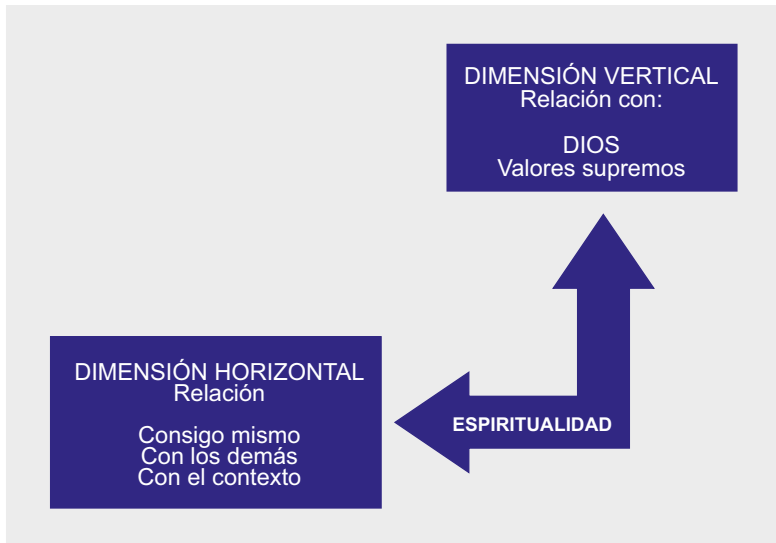 DIMENSIÓN VERTICAL
Relación con:
DIOS
Valores supremos
DIMENSIÓN HORIZONTAL
Relación
Consigo mismo
Con los demás
Con el contexto
ESPIRITUALIDAD